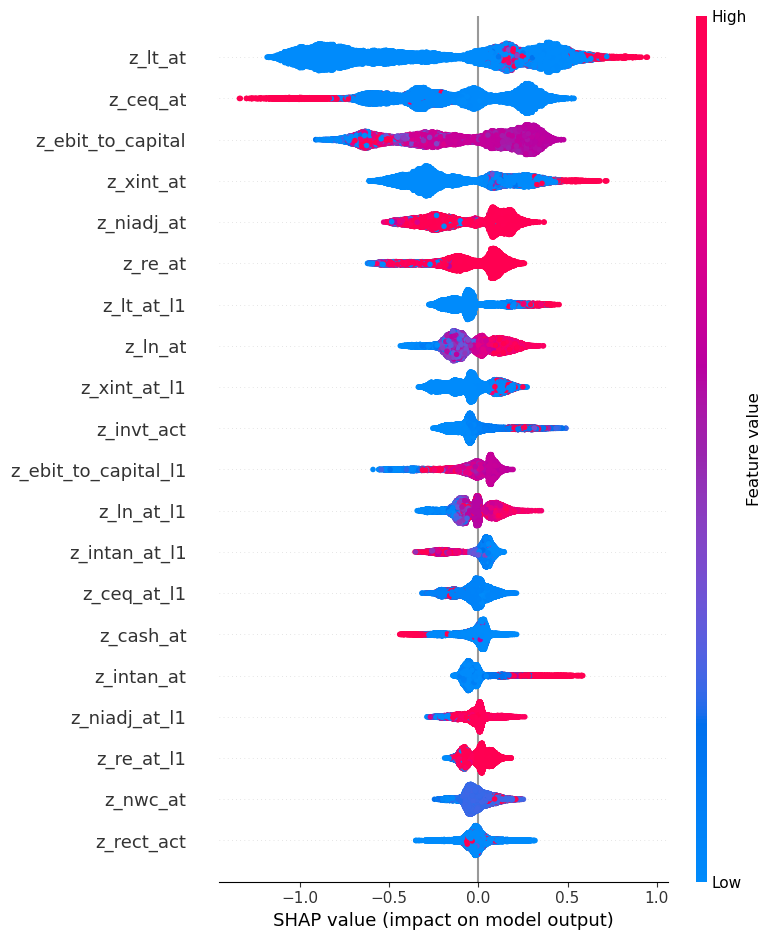 High
z_lt_at
z_ceq_at
z_ebit_to_capital
z_xint_at
z_niadj_at
z_re_at
z_lt_at_l1
z_ln_at
z_xint_at_l1
z_invt_act
z_ebit_to_capital_l1
z_ln_at_l1
z_intan_at_l1
z_ceq_at_l1
z_cash_at
z_intan_at
z_niadj_at_l1
z_re_at_l1
z_nwc_at
z_rect_act
Feature value
Low
−1.0 −0.5 0.0 0.5 1.0
SHAP value (impact on model output)